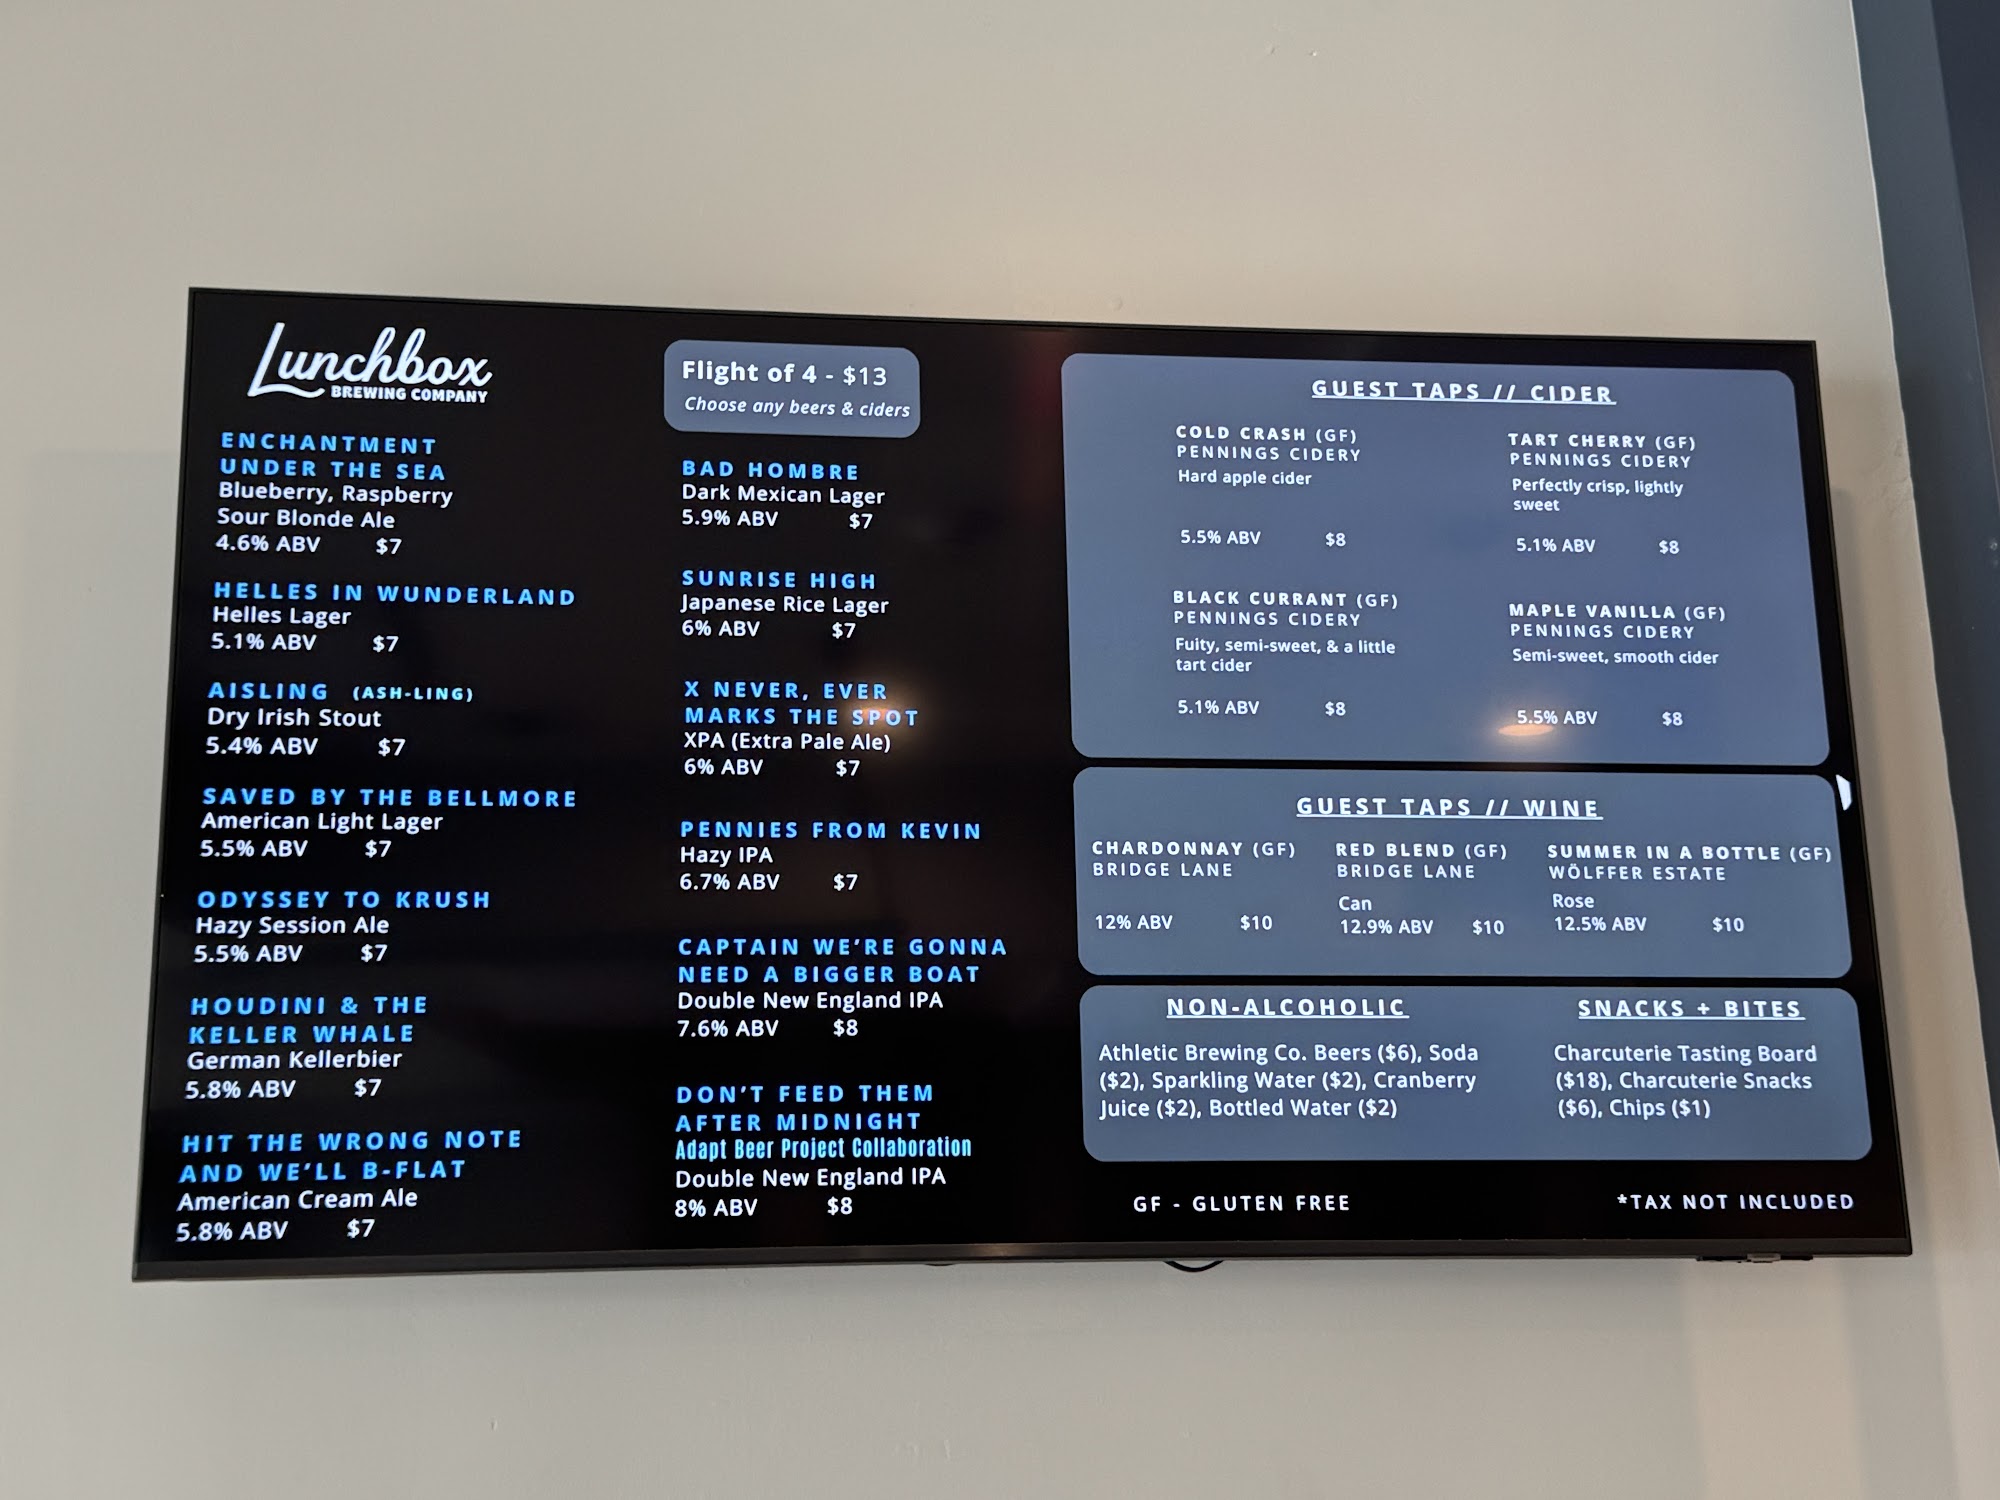 Lunchbox
BREWING COMPANY
ENCHANTMENT
UNDER THE SEA
Blueberry, Raspberry
Sour Blonde Ale
4.6% ABV $7
HELLES IN WUNDERLAND
Helles Lager
5.1% ABV $7
AISLING (ASH-LING)
Dry Irish Stout
5.4% ABV $7
SAVED BY THE BELLMORE
American Light Lager
5.5% ABV $7
ODYSSEY TO KRUSH
Hazy Session Ale
5.5% ABV $7
HOUDINI & THE
KELLER WHALE
German Kellerbier
5.8% ABV $7
HIT THE WRONG NOTE
AND WE'LL B-FLAT
American Cream Ale
5.8% ABV $7
Flight of 4 - $13
Choose any beers & ciders
BAD HOMBRE
Dark Mexican Lager
5.9% ABV $7
SUNRISE HIGH
Japanese Rice Lager
6% ABV $7
X NEVER, EVER
MARKS THE SPOT
XPA (Extra Pale Ale)
6% ABV $7
PENNIES FROM KEVIN
Hazy IPA
6.7% ABV $7
CAPTAIN WE'RE GONNA
NEED A BIGGER BOAT
Double New England IPA
7.6% ABV $8
DON'T FEED THEM
AFTER MIDNIGHT
Adapt Beer Project Collaboration
Double New England IPA
8% ABV $8
GUEST TAPS // CIDER
COLD CRASH (GF)
PENNINGS CIDERY
Hard apple cider
5.5% ABV $8
TART CHERRY (GF)
PENNINGS CIDERY
Perfectly crisp, lightly
sweet
5.1% ABV $8
BLACK CURRANT (GF)
PENNINGS CIDERY
Fuity, semi-sweet, & a little
tart cider
5.1% ABV $8
MAPLE VANILLA (GF)
PENNINGS CIDERY
Semi-sweet, smooth cider
5.5% ABV $8
GUEST TAPS // WINE
CHARDONNAY (GF)
BRIDGE LANE
12% ABV $10
RED BLEND (GF)
BRIDGE LANE
Can
12.9% ABV $10
SUMMER IN A BOTTLE (GF)
WÖLFFER ESTATE
Rose
12.5% ABV $10
NON-ALCOHOLIC
Athletic Brewing Co. Beers ($6), Soda
($2), Sparkling Water ($2), Cranberry
Juice ($2), Bottled Water ($2)
SNACKS + BITES
Charcuterie Tasting Board
($18), Charcuterie Snacks
($6), Chips ($1)
GF - GLUTEN FREE
*TAX NOT INCLUDED